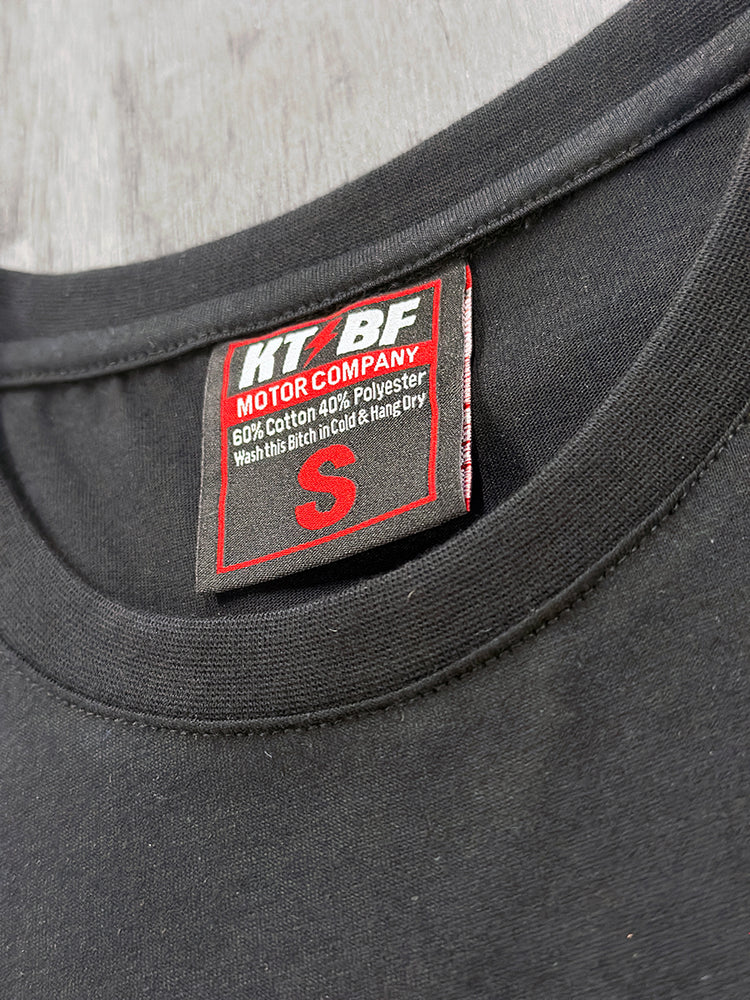 KT⚡BF
MOTOR COMPANY
60% Cotton 40% Polyester
Wash this Bitch in Cold & Hang Dry
S